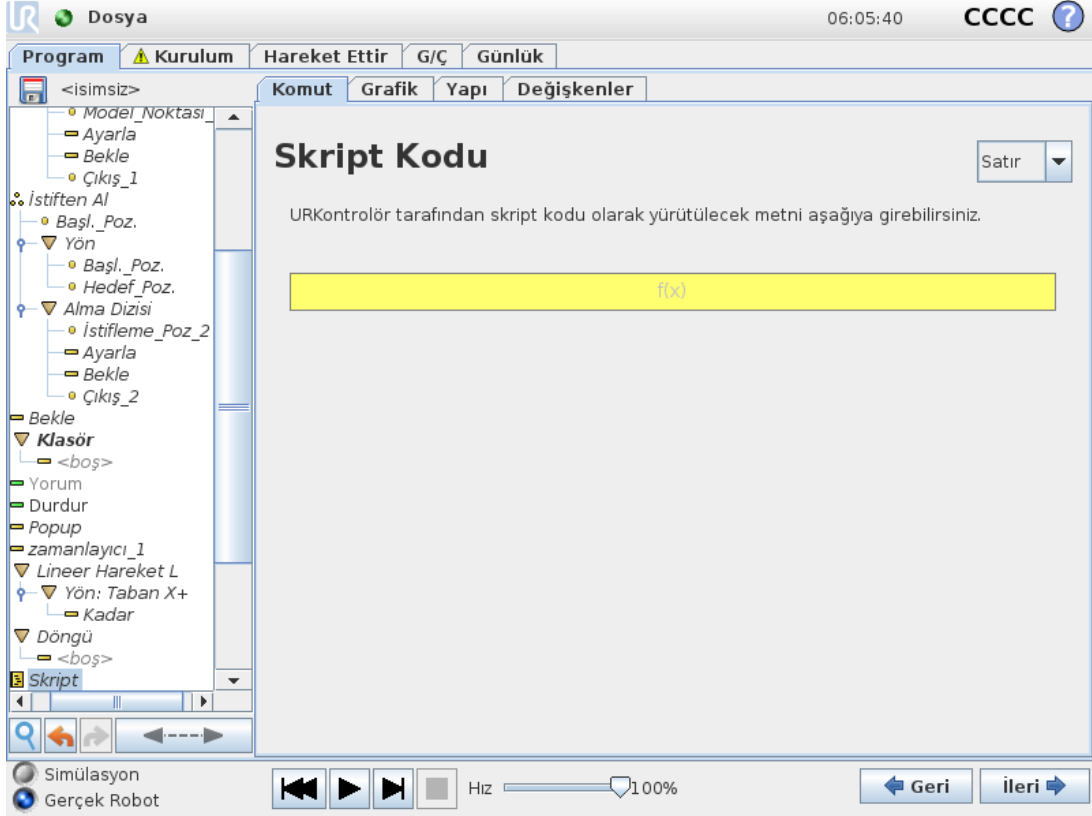 UR Dosya 06:05:40 CCCC ?
Program Kurulum Hareket Ettir G/Ç Günlük
<isimsiz> Komut Grafik Yapı Değişkenler
Model_Noktası_
Ayarla
Bekle
Çıkış_1
İstiften Al
Başl._Poz.
Yön
Başl._Poz.
Hedef_Poz.
Alma Dizisi
İstifleme_Poz_2
Ayarla
Bekle
Çıkış_2
Bekle
Klasör
<boş>
Yorum
Durdur
Popup
zamanlayıcı_1
Lineer Hareket L
Yön: Taban X+
Kadar
Döngü
<boş>
Skript
Skript Kodu
Satır
URKontrolör tarafından skript kodu olarak yürütülecek metni aşağıya girebilirsiniz.
f(x)
Simülasyon
Gerçek Robot
Hız 100%
Geri İleri